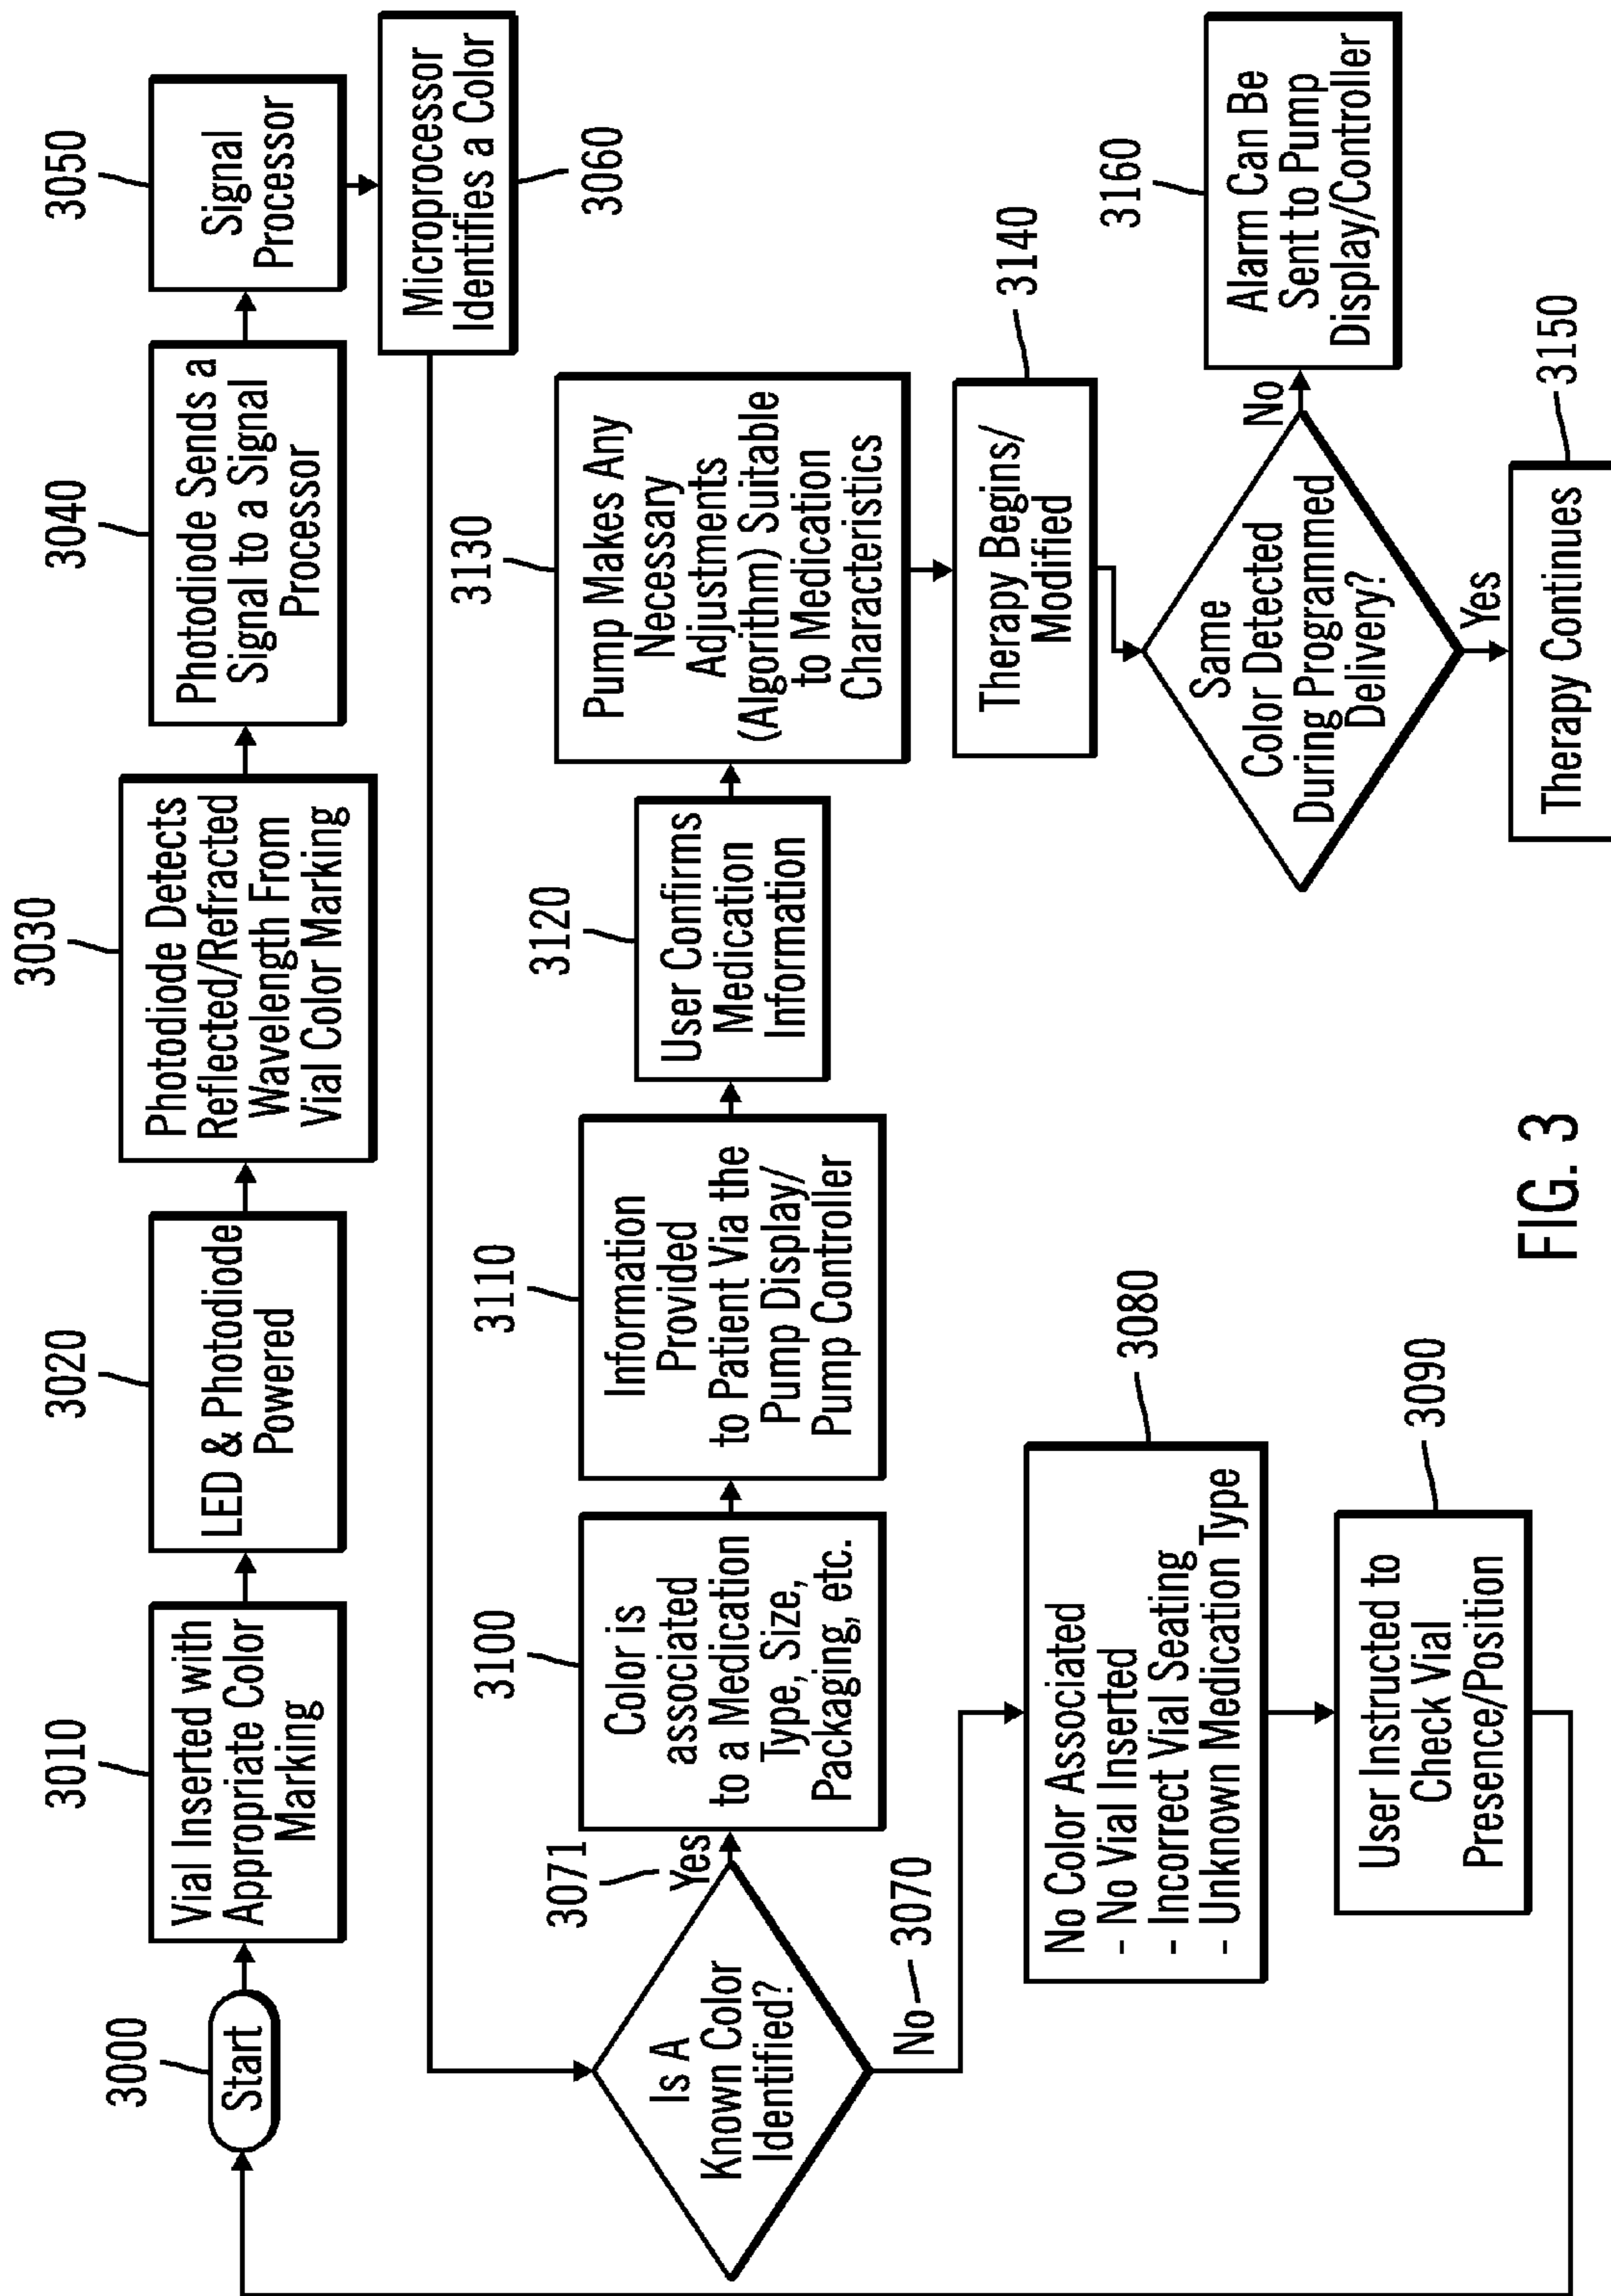 3000
Start
3010
Vial Inserted with
Appropriate Color
Marking
3020
LED & Photodiode
Powered
3030
Photodiode Detects
Reflected/Refracted
Wavelength From
Vial Color Marking
3040
Photodiode Sends a
Signal to a Signal
Processor
3050
Signal
Processor
Microprocessor
Identifies a Color
3060
Is A
Known Color
Identified?
3071
Yes
No
3070
3100
Color is
associated
to a Medication
Type, Size,
Packaging, etc.
3110
Information
Provided
to Patient Via the
Pump Display/
Pump Controller
3120
User Confirms
Medication
Information
3130
Pump Makes Any
Necessary
Adjustments
(Algorithm) Suitable
to Medication
Characteristics
Therapy Begins/
Modified
3140
Same
Color Detected
During Programmed
Delivery?
No
3160
Alarm Can Be
Sent to Pump
Display/Controller
Yes
Therapy Continues
3150
3080
No Color Associated
- No Vial Inserted
- Incorrect Vial Seating
- Unknown Medication Type
3090
User Instructed to
Check Vial
Presence/Position
FIG. 3